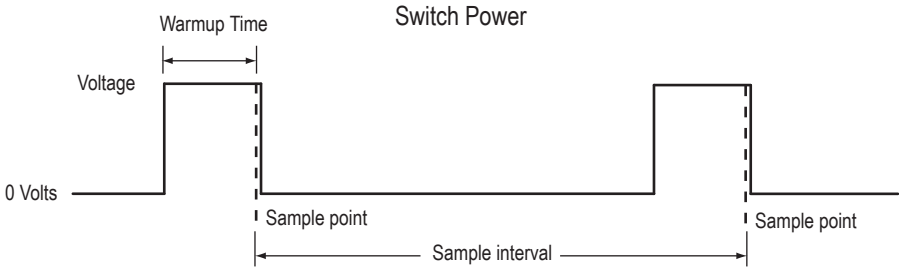 Switch Power
Warmup Time
Voltage
0 Volts
Sample point
Sample point
Sample interval